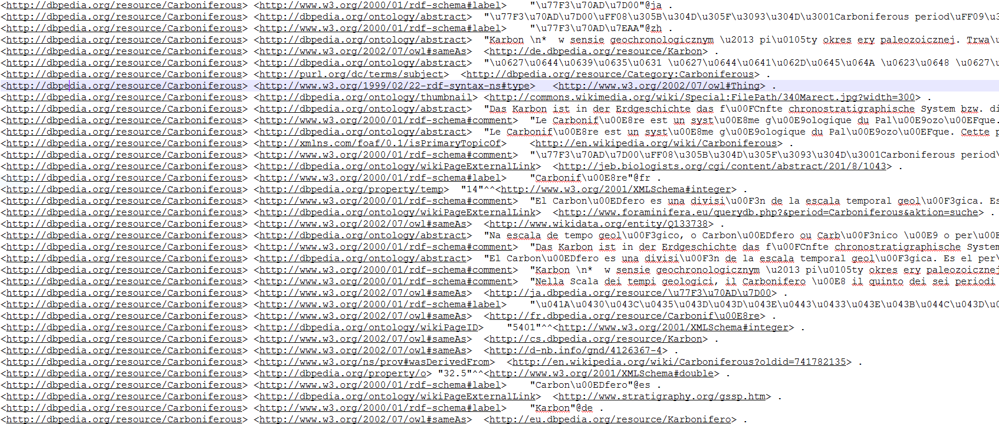 <http://dbpedia.org/resource/Carboniferous> <http://www.w3.org/2000/01/rdf-schema#label> "\u77F3\u70AD\u7D00"@ja .
<http://dbpedia.org/resource/Carboniferous> <http://dbpedia.org/ontology/abstract> "\u77F3\u70AD\u7D00\uFF08\u305B\u304D\u305F\u3093\u304D\u3001Carboniferous period\uFF09\u3
<http://dbpedia.org/resource/Carboniferous> <http://www.w3.org/2000/01/rdf-schema#label> "\u77F3\u70AD\u7EAA"@zh .
<http://dbpedia.org/resource/Carboniferous> <http://dbpedia.org/ontology/abstract> "Karbon \n* w sensie geochronologicznym \u2013 pi\u0105ty okres ery paleozoicznej. Trwa\u
<http://dbpedia.org/resource/Carboniferous> <http://www.w3.org/2002/07/owl#sameAs> <http://de.dbpedia.org/resource/Karbon> .
<http://dbpedia.org/resource/Carboniferous> <http://dbpedia.org/ontology/abstract> "\u0627\u0644\u0639\u0635\u0631 \u0627\u0644\u0641\u062D\u0645\u064A \u0623\u0648 \u0627\u
<http://dbpedia.org/resource/Carboniferous> <http://purl.org/dc/terms/subject> <http://dbpedia.org/resource/Category:Carboniferous> .
<http://dbpedia.org/resource/Carboniferous> <http://www.w3.org/1999/02/22-rdf-syntax-ns#type> <http://www.w3.org/2002/07/owl#Thing> .
<http://dbpedia.org/resource/Carboniferous> <http://dbpedia.org/ontology/thumbnail> <http://commons.wikimedia.org/wiki/Special:FilePath/340Marect.jpg?width=300> .
<http://dbpedia.org/resource/Carboniferous> <http://dbpedia.org/ontology/abstract> "Das Karbon ist in der Erdgeschichte das f\u00FCnfte chronostratigraphische System bzw. di
<http://dbpedia.org/resource/Carboniferous> <http://www.w3.org/2000/01/rdf-schema#comment> "Le Carbonif\u00E8re est un syst\u00E8me g\u00E9ologique du Pal\u00E9ozo\u00EFque.
<http://dbpedia.org/resource/Carboniferous> <http://dbpedia.org/ontology/abstract> "Le Carbonif\u00E8re est un syst\u00E8me g\u00E9ologique du Pal\u00E9ozo\u00EFque. Cette p
<http://dbpedia.org/resource/Carboniferous> <http://xmlns.com/foaf/0.1/isPrimaryTopicOf> <http://en.wikipedia.org/wiki/Carboniferous> .
<http://dbpedia.org/resource/Carboniferous> <http://www.w3.org/2000/01/rdf-schema#comment> "\u77F3\u70AD\u7D00\uFF08\u305B\u304D\u305F\u3093\u304D\u3001Carboniferous period\
<http://dbpedia.org/resource/Carboniferous> <http://dbpedia.org/ontology/wikiPageExternalLink> <http://jeb.biologists.org/cgi/content/abstract/201/8/1043> .
<http://dbpedia.org/resource/Carboniferous> <http://www.w3.org/2000/01/rdf-schema#label> "Carbonif\u00E8re"@fr .
<http://dbpedia.org/resource/Carboniferous> <http://dbpedia.org/property/temp> "14"^^<http://www.w3.org/2001/XMLSchema#integer> .
<http://dbpedia.org/resource/Carboniferous> <http://www.w3.org/2000/01/rdf-schema#comment> "El Carbon\u00EDfero es una divisi\u00F3n de la escala temporal geol\u00F3gica. Es
<http://dbpedia.org/resource/Carboniferous> <http://dbpedia.org/ontology/wikiPageExternalLink> <http://www.foraminifera.eu/querydb.php?&period=Carboniferous&aktion=suche> .
<http://dbpedia.org/resource/Carboniferous> <http://www.w3.org/2002/07/owl#sameAs> <http://www.wikidata.org/entity/Q133738> .
<http://dbpedia.org/resource/Carboniferous> <http://dbpedia.org/ontology/abstract> "Na escala de tempo geol\u00F3gico, o Carbon\u00EDfero ou Carb\u00F3nico \u00E9 o per\u00E
<http://dbpedia.org/resource/Carboniferous> <http://www.w3.org/2000/01/rdf-schema#comment> "Das Karbon ist in der Erdgeschichte das f\u00FCnfte chronostratigraphische System
<http://dbpedia.org/resource/Carboniferous> <http://dbpedia.org/ontology/abstract> "El Carbon\u00EDfero es una divisi\u00F3n de la escala temporal geol\u00F3gica. Es el per\
<http://dbpedia.org/resource/Carboniferous> <http://www.w3.org/2000/01/rdf-schema#comment> "Karbon \n* w sensie geochronologicznym \u2013 pi\u0105ty okres ery paleozoicznej
<http://dbpedia.org/resource/Carboniferous> <http://www.w3.org/2000/01/rdf-schema#comment> "Nella Scala dei tempi geologici, il Carbonifero \u00E8 il quinto dei sei periodi
<http://dbpedia.org/resource/Carboniferous> <http://www.w3.org/2002/07/owl#sameAs> <http://ja.dbpedia.org/resource/\u77F3\u70AD\u7D00> .
<http://dbpedia.org/resource/Carboniferous> <http://www.w3.org/2000/01/rdf-schema#label> "\u041A\u0430\u043C\u0435\u043D\u043D\u043E\u0443\u0433\u043E\u043B\u044C\u043D\u0
<http://dbpedia.org/resource/Carboniferous> <http://www.w3.org/2002/07/owl#sameAs> <http://fr.dbpedia.org/resource/Carbonif\u00E8re> .
<http://dbpedia.org/resource/Carboniferous> <http://dbpedia.org/ontology/wikiPageID> "5401"^^<http://www.w3.org/2001/XMLSchema#integer> .
<http://dbpedia.org/resource/Carboniferous> <http://www.w3.org/2002/07/owl#sameAs> <http://cs.dbpedia.org/resource/Karbon> .
<http://dbpedia.org/resource/Carboniferous> <http://www.w3.org/2002/07/owl#sameAs> <http://d-nb.info/gnd/4126367-4> .
<http://dbpedia.org/resource/Carboniferous> <http://www.w3.org/ns/prov#wasDerivedFrom> <http://en.wikipedia.org/wiki/Carboniferous?oldid=741782135> .
<http://dbpedia.org/resource/Carboniferous> <http://dbpedia.org/property/o> "32.5"^^<http://www.w3.org/2001/XMLSchema#double> .
<http://dbpedia.org/resource/Carboniferous> <http://www.w3.org/2000/01/rdf-schema#label> "Carbon\u00EDfero"@es .
<http://dbpedia.org/resource/Carboniferous> <http://dbpedia.org/ontology/wikiPageExternalLink> <http://www.stratigraphy.org/gssp.htm> .
<http://dbpedia.org/resource/Carboniferous> <http://www.w3.org/2000/01/rdf-schema#label> "Karbon"@de .
<http://dbpedia.org/resource/Carboniferous> <http://www.w3.org/2002/07/owl#sameAs> <http://eu.dbpedia.org/resource/Karbonifero> .